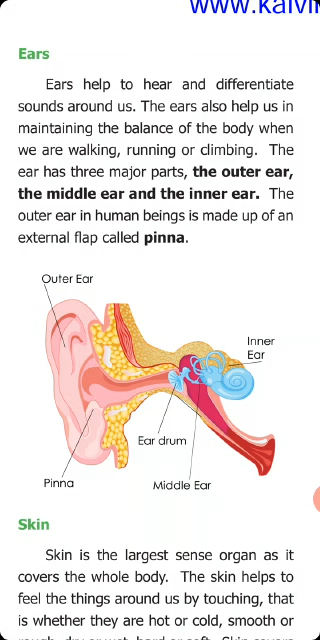 Ears
Ears help to hear and differentiate
sounds around us. The ears also help us in
maintaining the balance of the body when
we are walking, running or climbing. The
ear has three major parts, the outer ear,
the middle ear and the inner ear. The
outer ear in human beings is made up of an
external flap called pinna.
Outer Ear
Inner
Ear
Ear drum
Pinna
Middle Ear
Skin
Skin is the largest sense organ as it
covers the whole body. The skin helps to
feel the things around us by touching, that
is whether they are hot or cold, smooth or